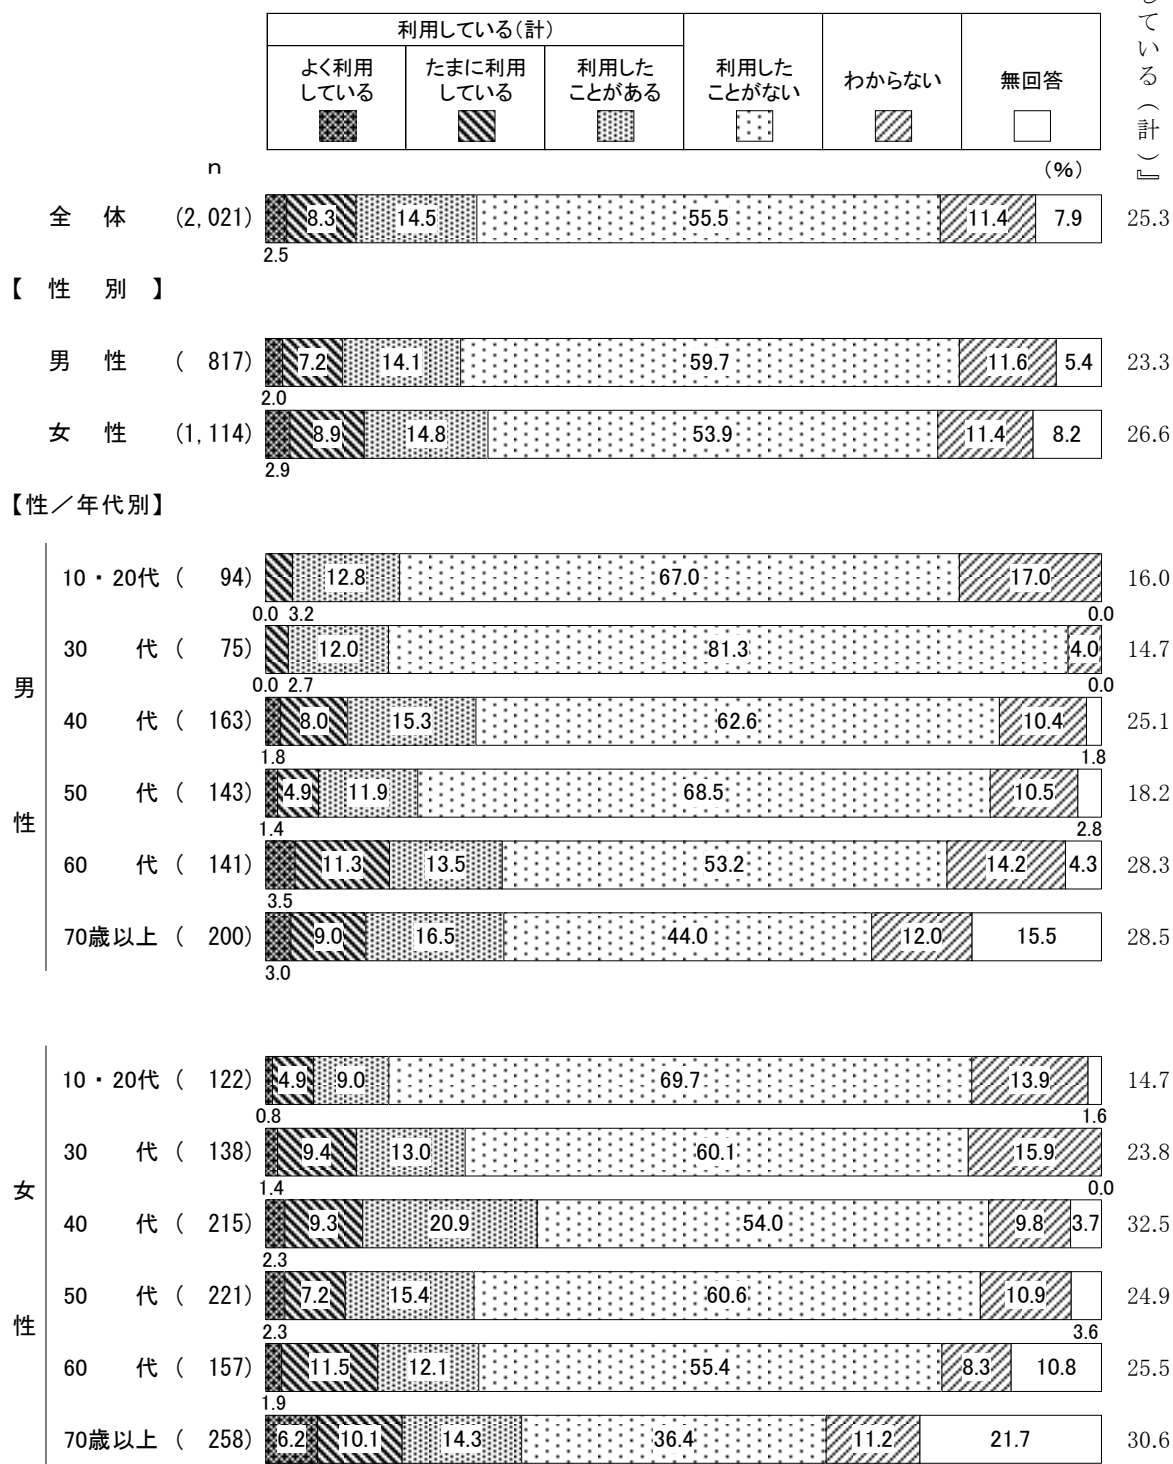 している(計)』
利用している(計)
よく利用
している
たまに利用
している
利用した
ことがある
利用した
ことがない
わからない
無回答
n
(%)
全 体 (2,021) 8.3 14.5 55.5 11.4 7.9 25.3
2.5
【 性 別 】
男 性 ( 817) 7.2 14.1 59.7 11.6 5.4 23.3
2.0
女 性 (1,114) 8.9 14.8 53.9 11.4 8.2 26.6
2.9
【性/年代別】
男性
10・20代 ( 94) 12.8 67.0 17.0 16.0
0.0 3.2 0.0
30 代 ( 75) 12.0 81.3 4.0 14.7
0.0 2.7 0.0
40 代 ( 163) 8.0 15.3 62.6 10.4 25.1
1.8 1.8
50 代 ( 143) 4.9 11.9 68.5 10.5 18.2
1.4 2.8
60 代 ( 141) 11.3 13.5 53.2 14.2 4.3 28.3
3.5
70歳以上 ( 200) 9.0 16.5 44.0 12.0 15.5 28.5
3.0
女性
10・20代 ( 122) 4.9 9.0 69.7 13.9 14.7
0.8 1.6
30 代 ( 138) 9.4 13.0 60.1 15.9 23.8
1.4 0.0
40 代 ( 215) 9.3 20.9 54.0 9.8 3.7 32.5
2.3
50 代 ( 221) 7.2 15.4 60.6 10.9 24.9
2.3 3.6
60 代 ( 157) 11.5 12.1 55.4 8.3 10.8 25.5
1.9
70歳以上 ( 258) 6.2 10.1 14.3 36.4 11.2 21.7 30.6